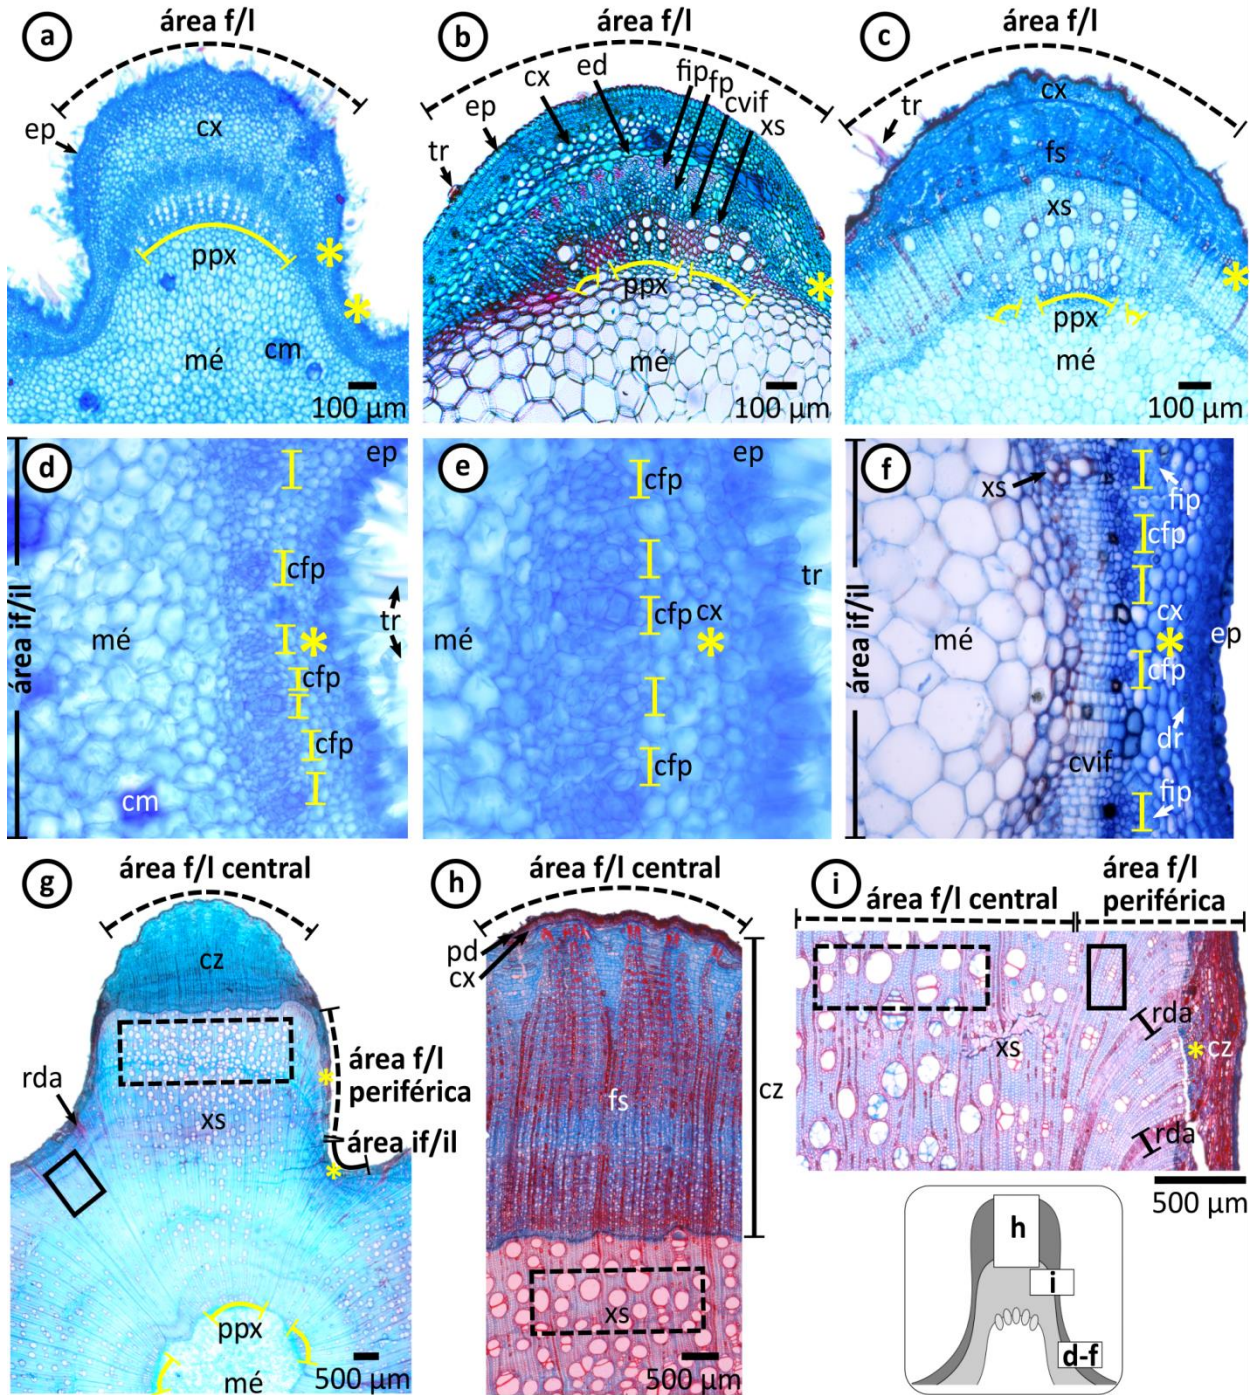 a
área f/l
ep
cx
ppx
mé
cm
100 µm
b
área f/l
cx
ed
fip
fp
cvif
xs
ep
tr
ppx
mé
100 µm
c
área f/l
tr
cx
fs
xs
ppx
mé
100 µm
área if/il
d
ep
cfp
tr
mé
cfp
cfp
cm
e
ep
cfp
tr
mé
cfp
cx
cfp
área if/il
f
xs
fip
cfp
cx
ep
mé
cfp
dr
cvif
fip
g
área f/l central
cz
área f/l
periférica
rda
xs
área if/il
ppx
mé
500 µm
h
área f/l central
pd
cx
fs
cz
xs
500 µm
i
área f/l central
área f/l
periférica
rda
xs
cz
rda
500 µm
h
i
d-f